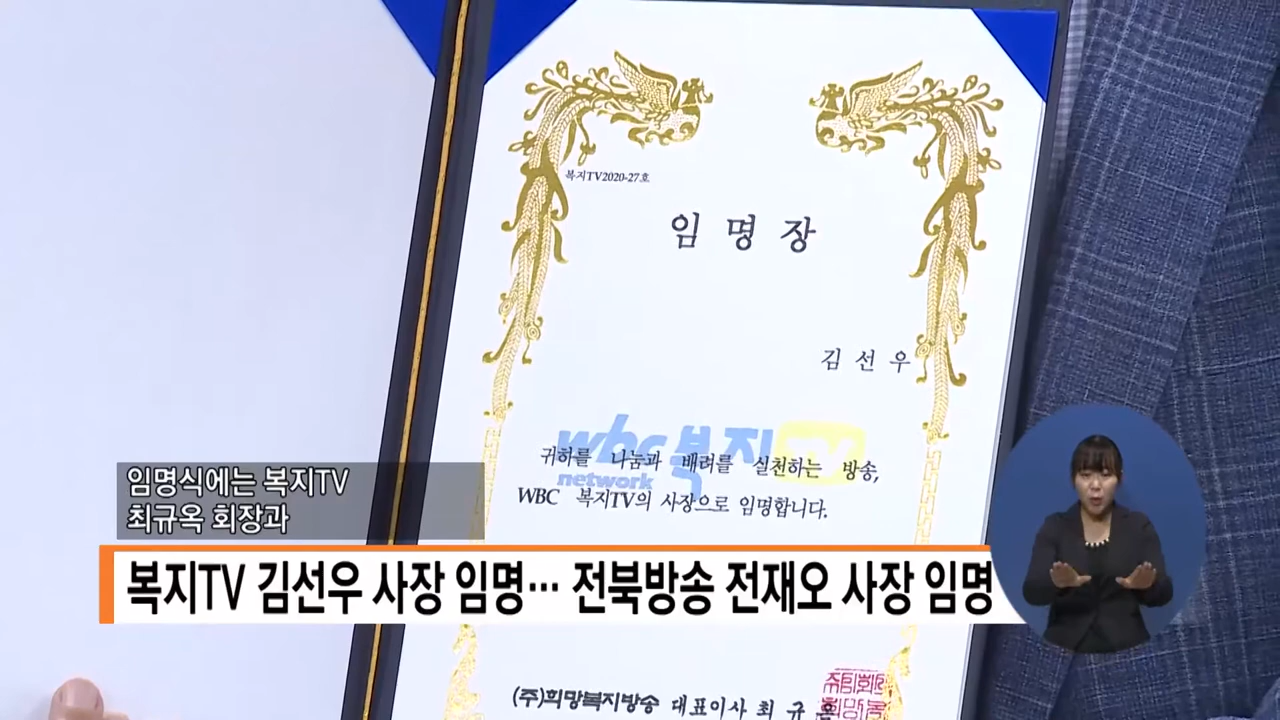 복지TV2020-27호
임 명 장
김 선 우
wbc 복지TV
network
귀하를 나눔과 배려를 실천하는 방송,
WBC 복지TV의 사장으로 임명합니다.
임명식에는 복지TV
최규옥 회장과
복지TV 김선우 사장 임명… 전북방송 전재오 사장 임명
(주)희망복지방송 대표이사 최 규